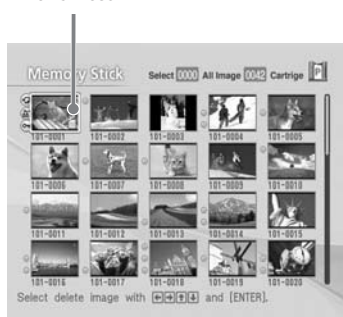 Memory Stick Select 0000 All Image 0042 Cartrige P
101-0001 101-0002 101-0003 101-0004 101-0005
101-0006 101-0007 101-0008 101-0009 101-0010
101-0011 101-0012 101-0013 101-0014 101-0015
101-0016 101-0017 101-0018 101-0019 101-0020
Select delete image with ←→↑↓ and [ENTER].